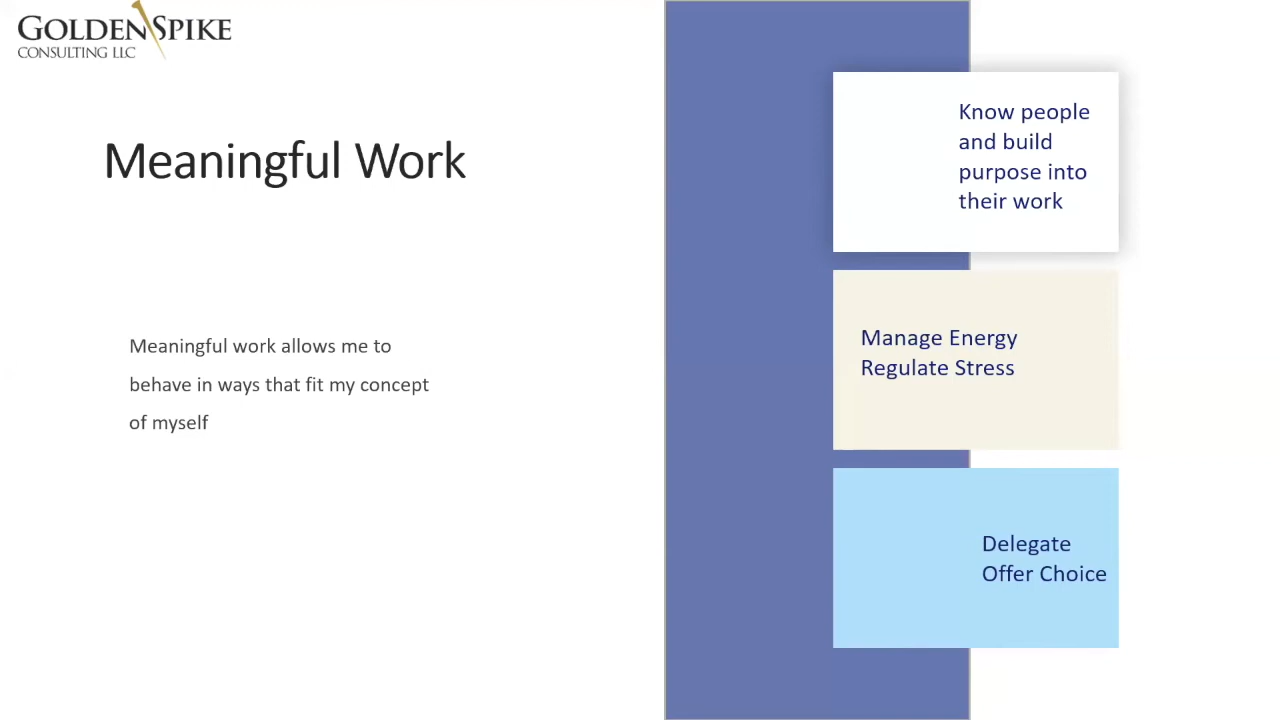 GOLDEN SPIKE
CONSULTING LLC
Meaningful Work
Meaningful work allows me to
behave in ways that fit my concept
of myself
Know people
and build
purpose into
their work
Manage Energy
Regulate Stress
Delegate
Offer Choice